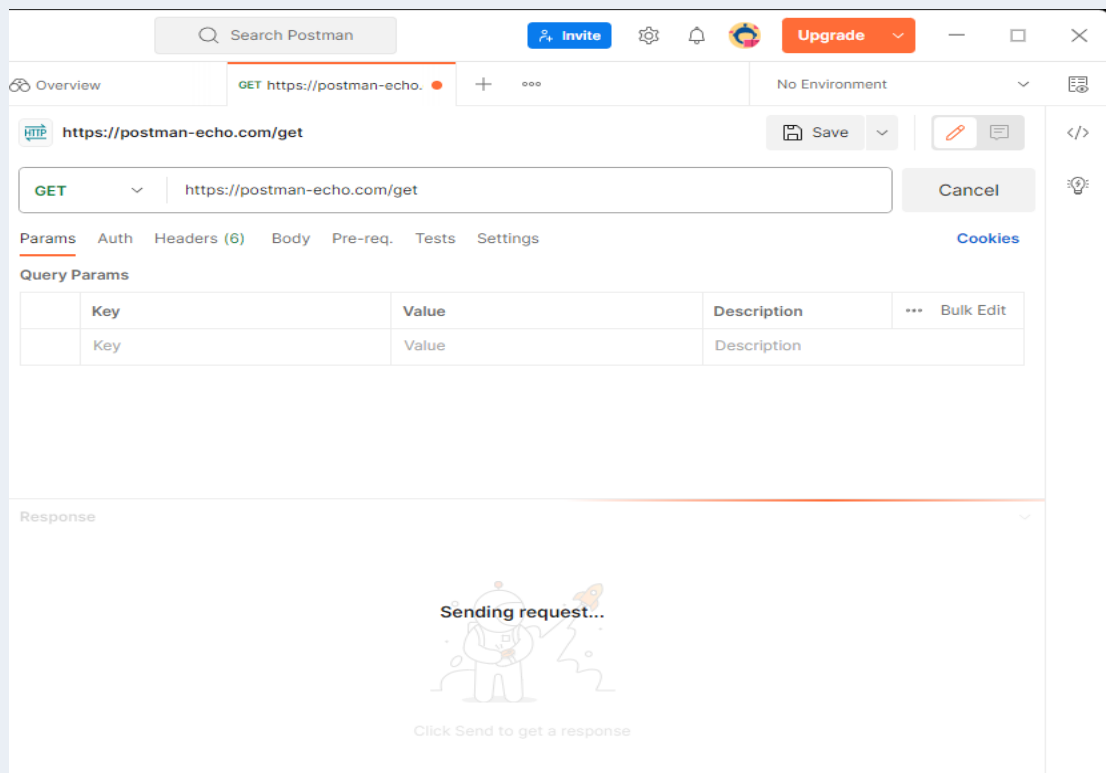 Search Postman Invite Upgrade
Overview GET https://postman-echo. No Environment
HTTP https://postman-echo.com/get Save
GET https://postman-echo.com/get Cancel
Params Auth Headers (6) Body Pre-req. Tests Settings Cookies
Query Params
Key Value Description Bulk Edit
Key Value Description
Response
Sending request...
Click Send to get a response